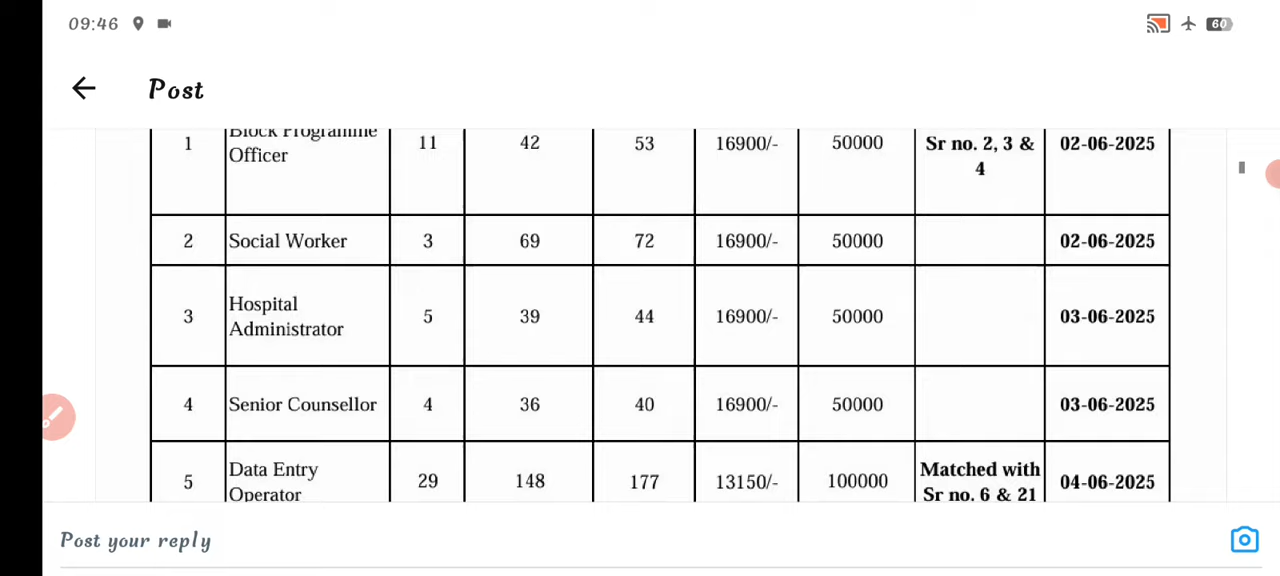 09:46 60
Post
1 Block Programme Officer 11 42 53 16900/- 50000 Sr no. 2, 3 & 4 02-06-2025
2 Social Worker 3 69 72 16900/- 50000 02-06-2025
3 Hospital Administrator 5 39 44 16900/- 50000 03-06-2025
4 Senior Counsellor 4 36 40 16900/- 50000 03-06-2025
5 Data Entry Operator 29 148 177 13150/- 100000 Matched with Sr no. 6 & 21 04-06-2025
Post your reply